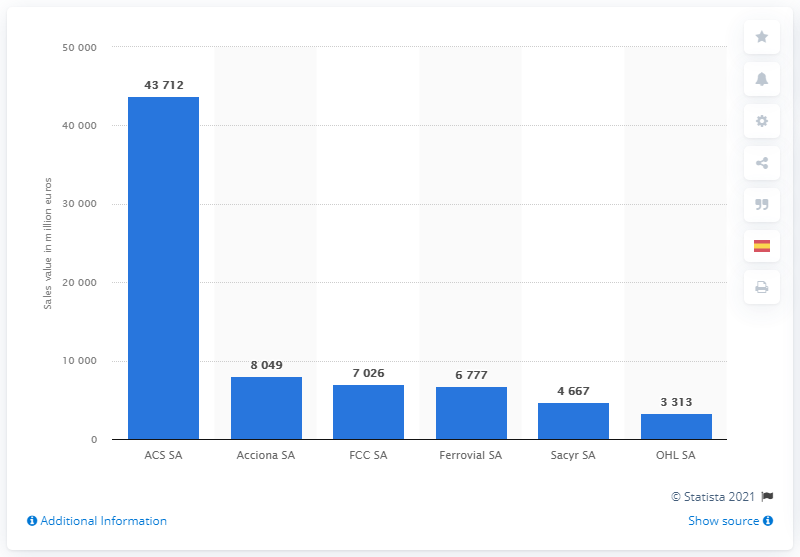 50 000
40 000
30 000
20 000
10 000
0
Sales value in million euros
43 712
8 049
7 026
6 777
4 667
3 313
ACS SA
Acciona SA
FCC SA
Ferrovial SA
Sacyr SA
OHL SA
© Statista 2021
Additional Information
Show source